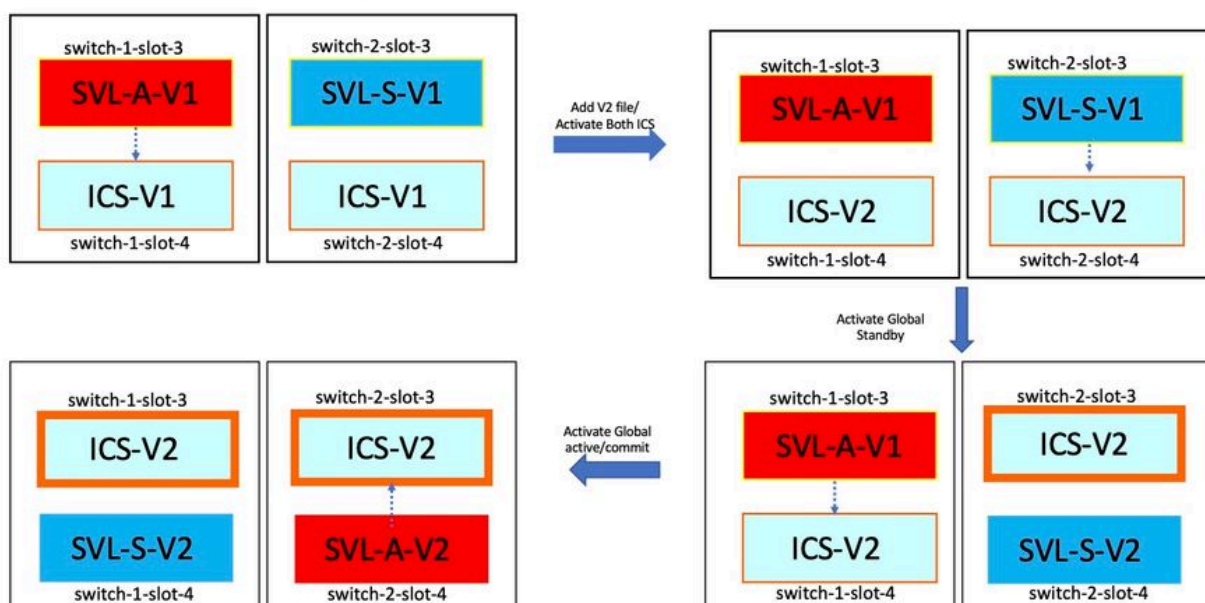 switch-1-slot-3
SVL-A-V1
ICS-V1
switch-1-slot-4
switch-2-slot-3
SVL-S-V1
ICS-V1
switch-2-slot-4
Add V2 file/
Activate Both ICS
switch-1-slot-3
SVL-A-V1
ICS-V2
switch-1-slot-4
switch-2-slot-3
SVL-S-V1
ICS-V2
switch-2-slot-4
Activate Global
Standby
switch-1-slot-3
SVL-A-V1
ICS-V2
switch-1-slot-4
switch-2-slot-3
ICS-V2
SVL-S-V2
switch-2-slot-4
Activate Global
active/commit
switch-1-slot-3
ICS-V2
SVL-S-V2
switch-1-slot-4
switch-2-slot-3
ICS-V2
SVL-A-V2
switch-2-slot-4